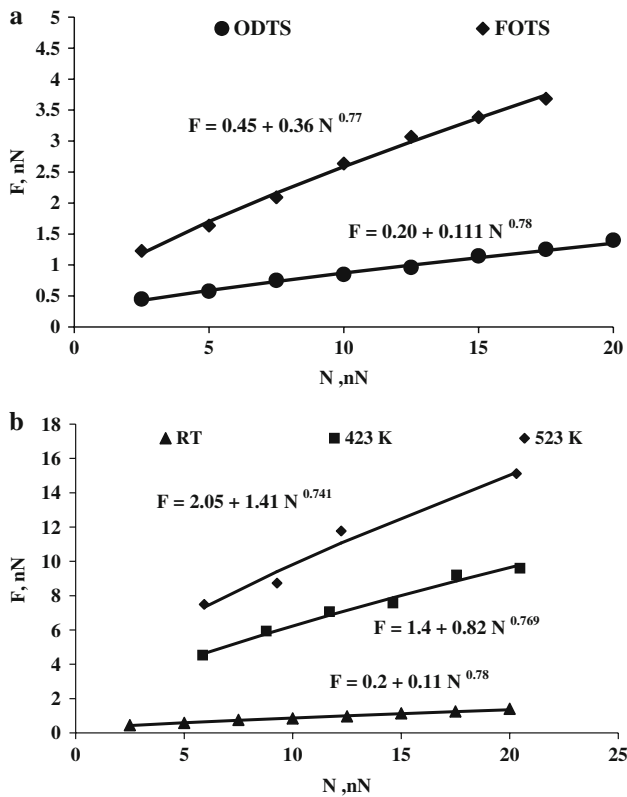 a
ODTS FOTS
5
4.5
4
3.5
3
2.5
2
1.5
1
0.5
0
F, nN
F = 0.45 + 0.36 N^0.77
F = 0.20 + 0.111 N^0.78
0 5 10 15 20
N ,nN
b
RT 423 K 523 K
18
16
14
12
10
8
6
4
2
0
F, nN
F = 2.05 + 1.41 N^0.741
F = 1.4 + 0.82 N^0.769
F = 0.2 + 0.11 N^0.78
0 5 10 15 20 25
N ,nN